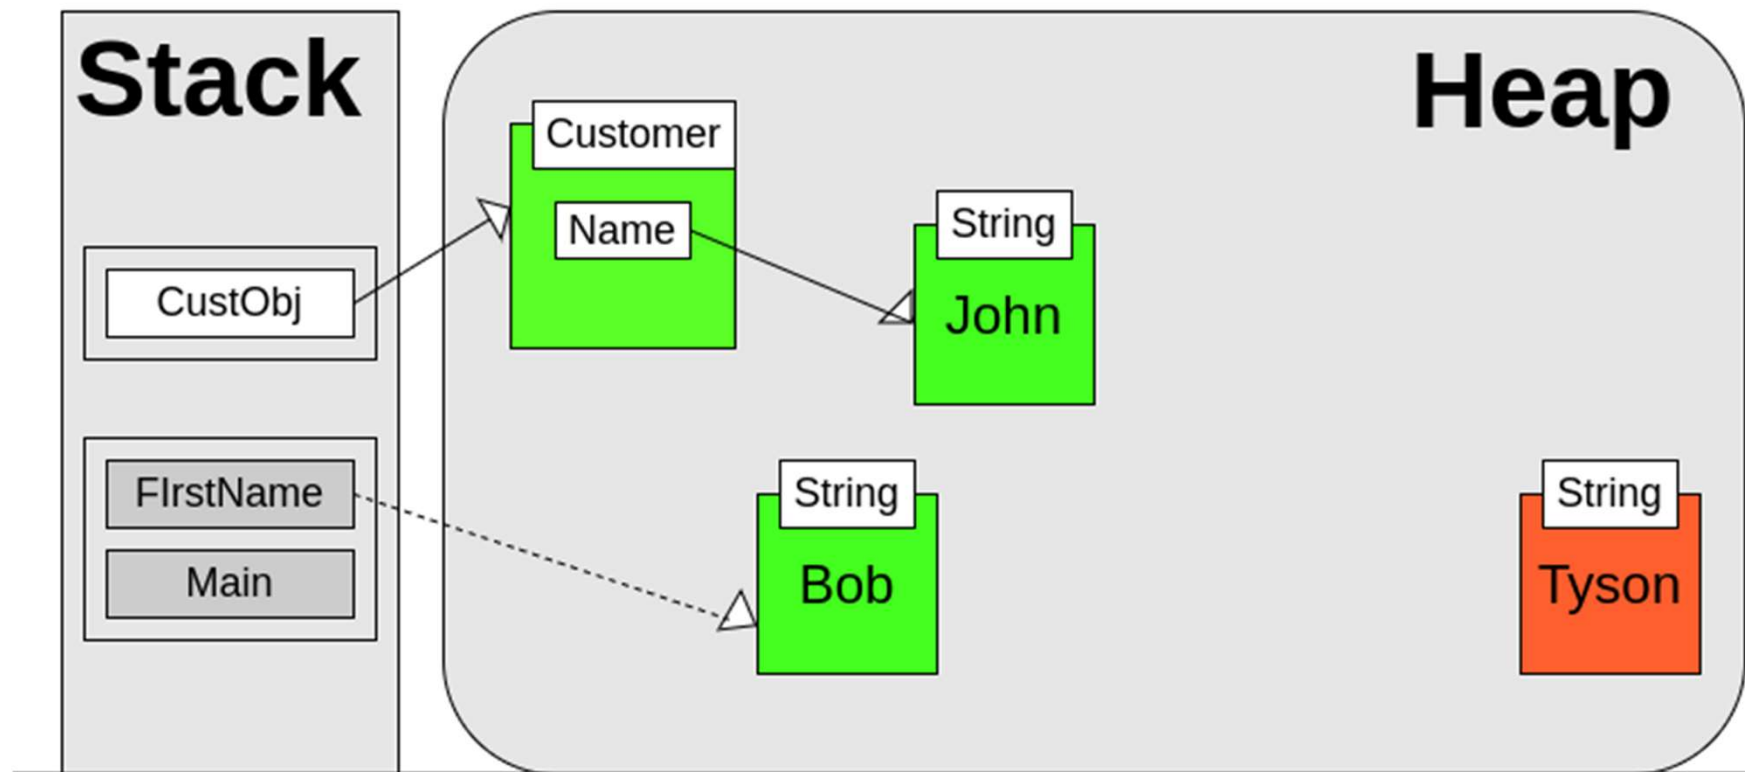 Stack
Heap
Customer
Name
String
John
CustObj
FIrstName
Main
String
Bob
String
Tyson